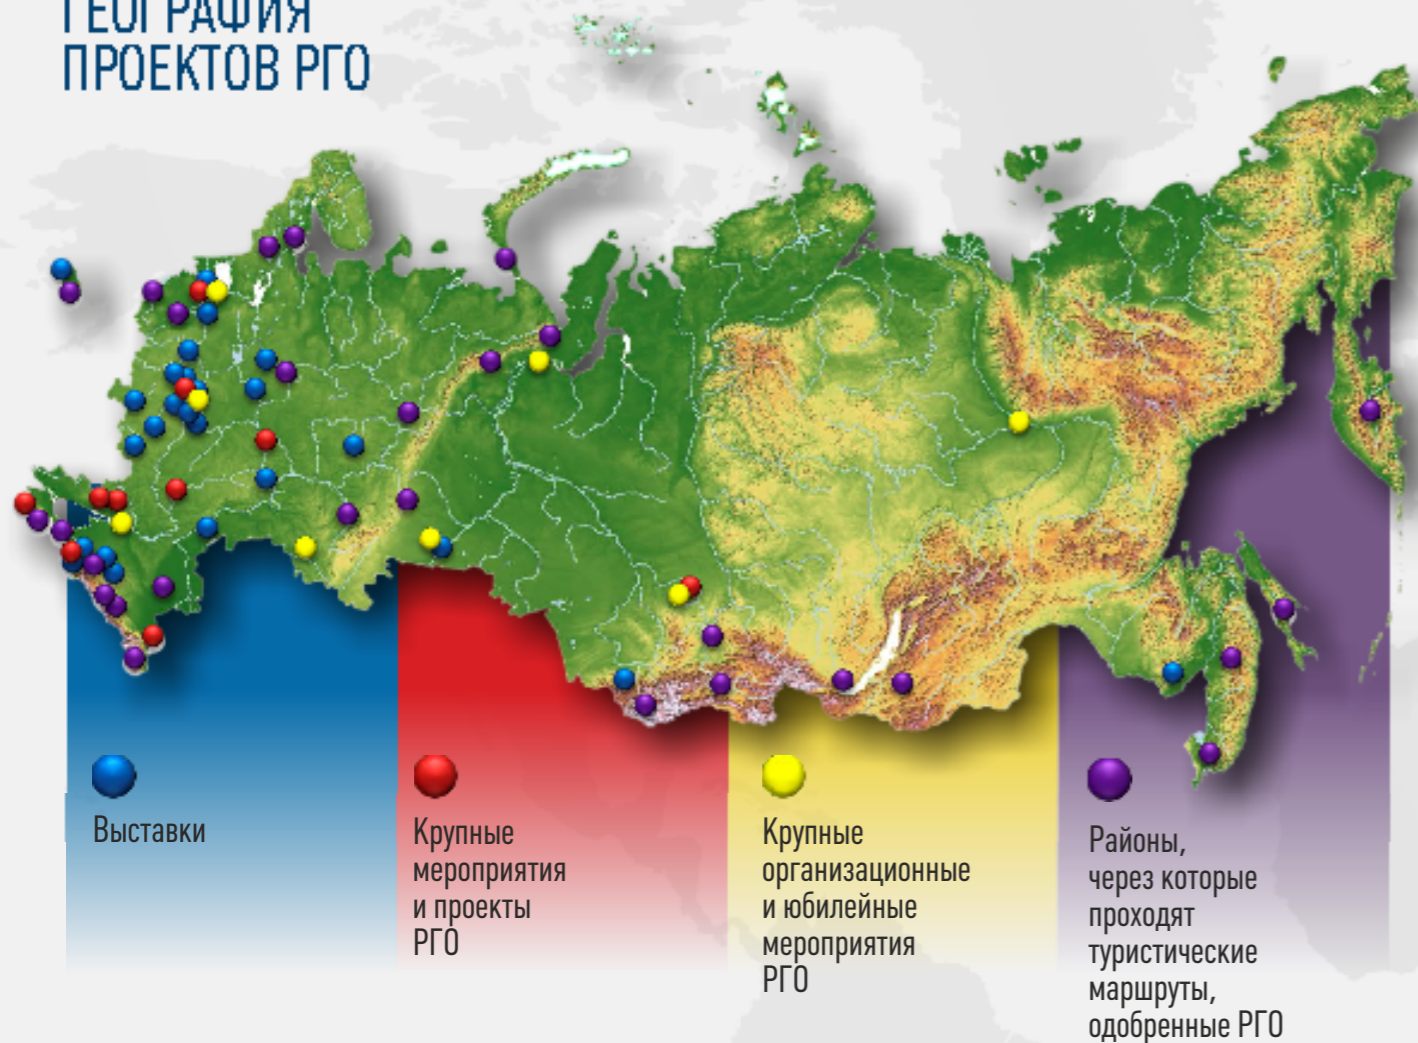 ГЕОГРАФИЯ
ПРОЕКТОВ РГО
Выставки
Крупные
мероприятия
и проекты
РГО
Крупные
организационные
и юбилейные
мероприятия
РГО
Районы,
через которые
проходят
туристические
маршруты,
одобренные РГО